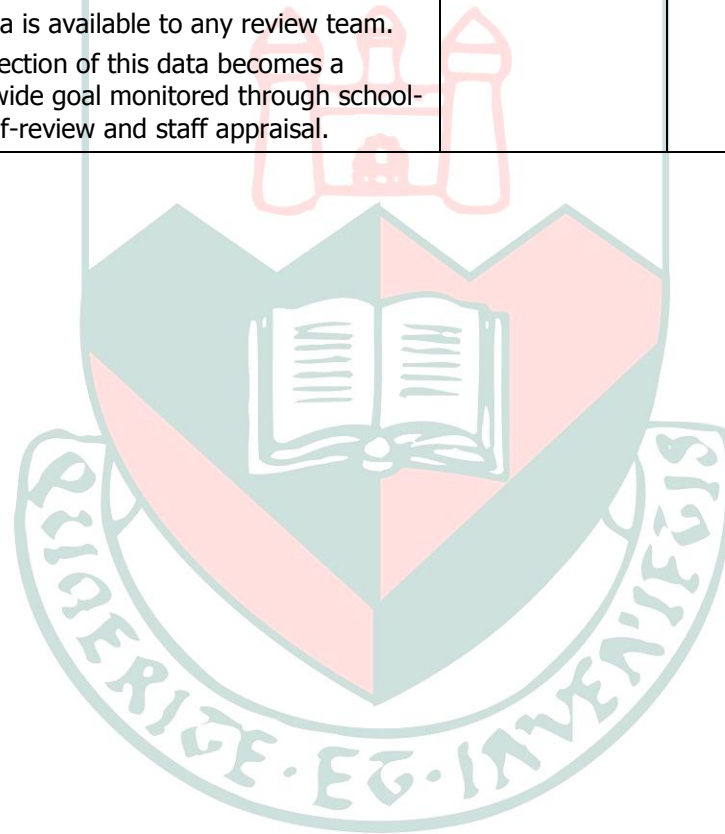 a is available to any review team.
ection of this data becomes a
wide goal monitored through school-
f-review and staff appraisal.
QUAERITE · ET · INVENIETIS